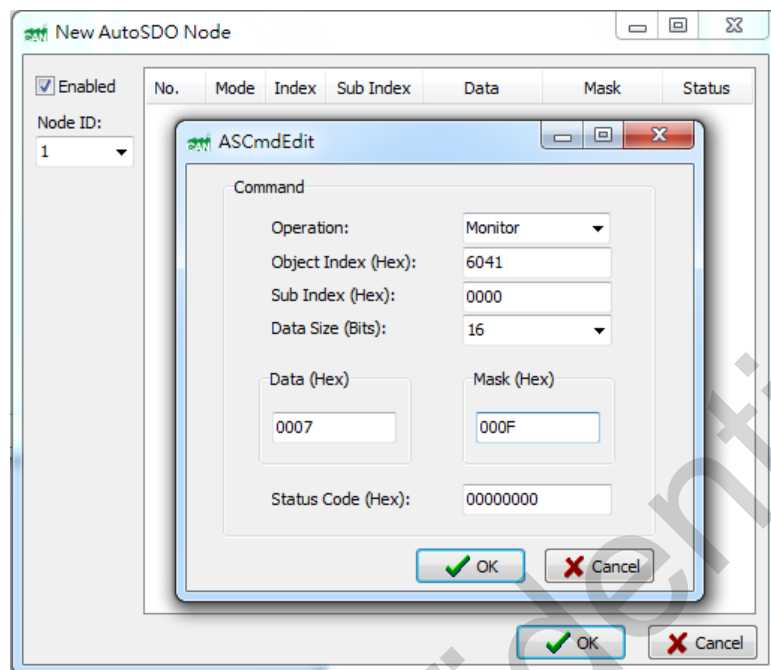 New AutoSDO Node
Enabled No. Mode Index Sub Index Data Mask Status
Node ID:
1
ASCmdEdit
Command
Operation: Monitor
Object Index (Hex): 6041
Sub Index (Hex): 0000
Data Size (Bits): 16
Data (Hex) Mask (Hex)
0007 000F
Status Code (Hex): 00000000
OK Cancel
OK Cancel